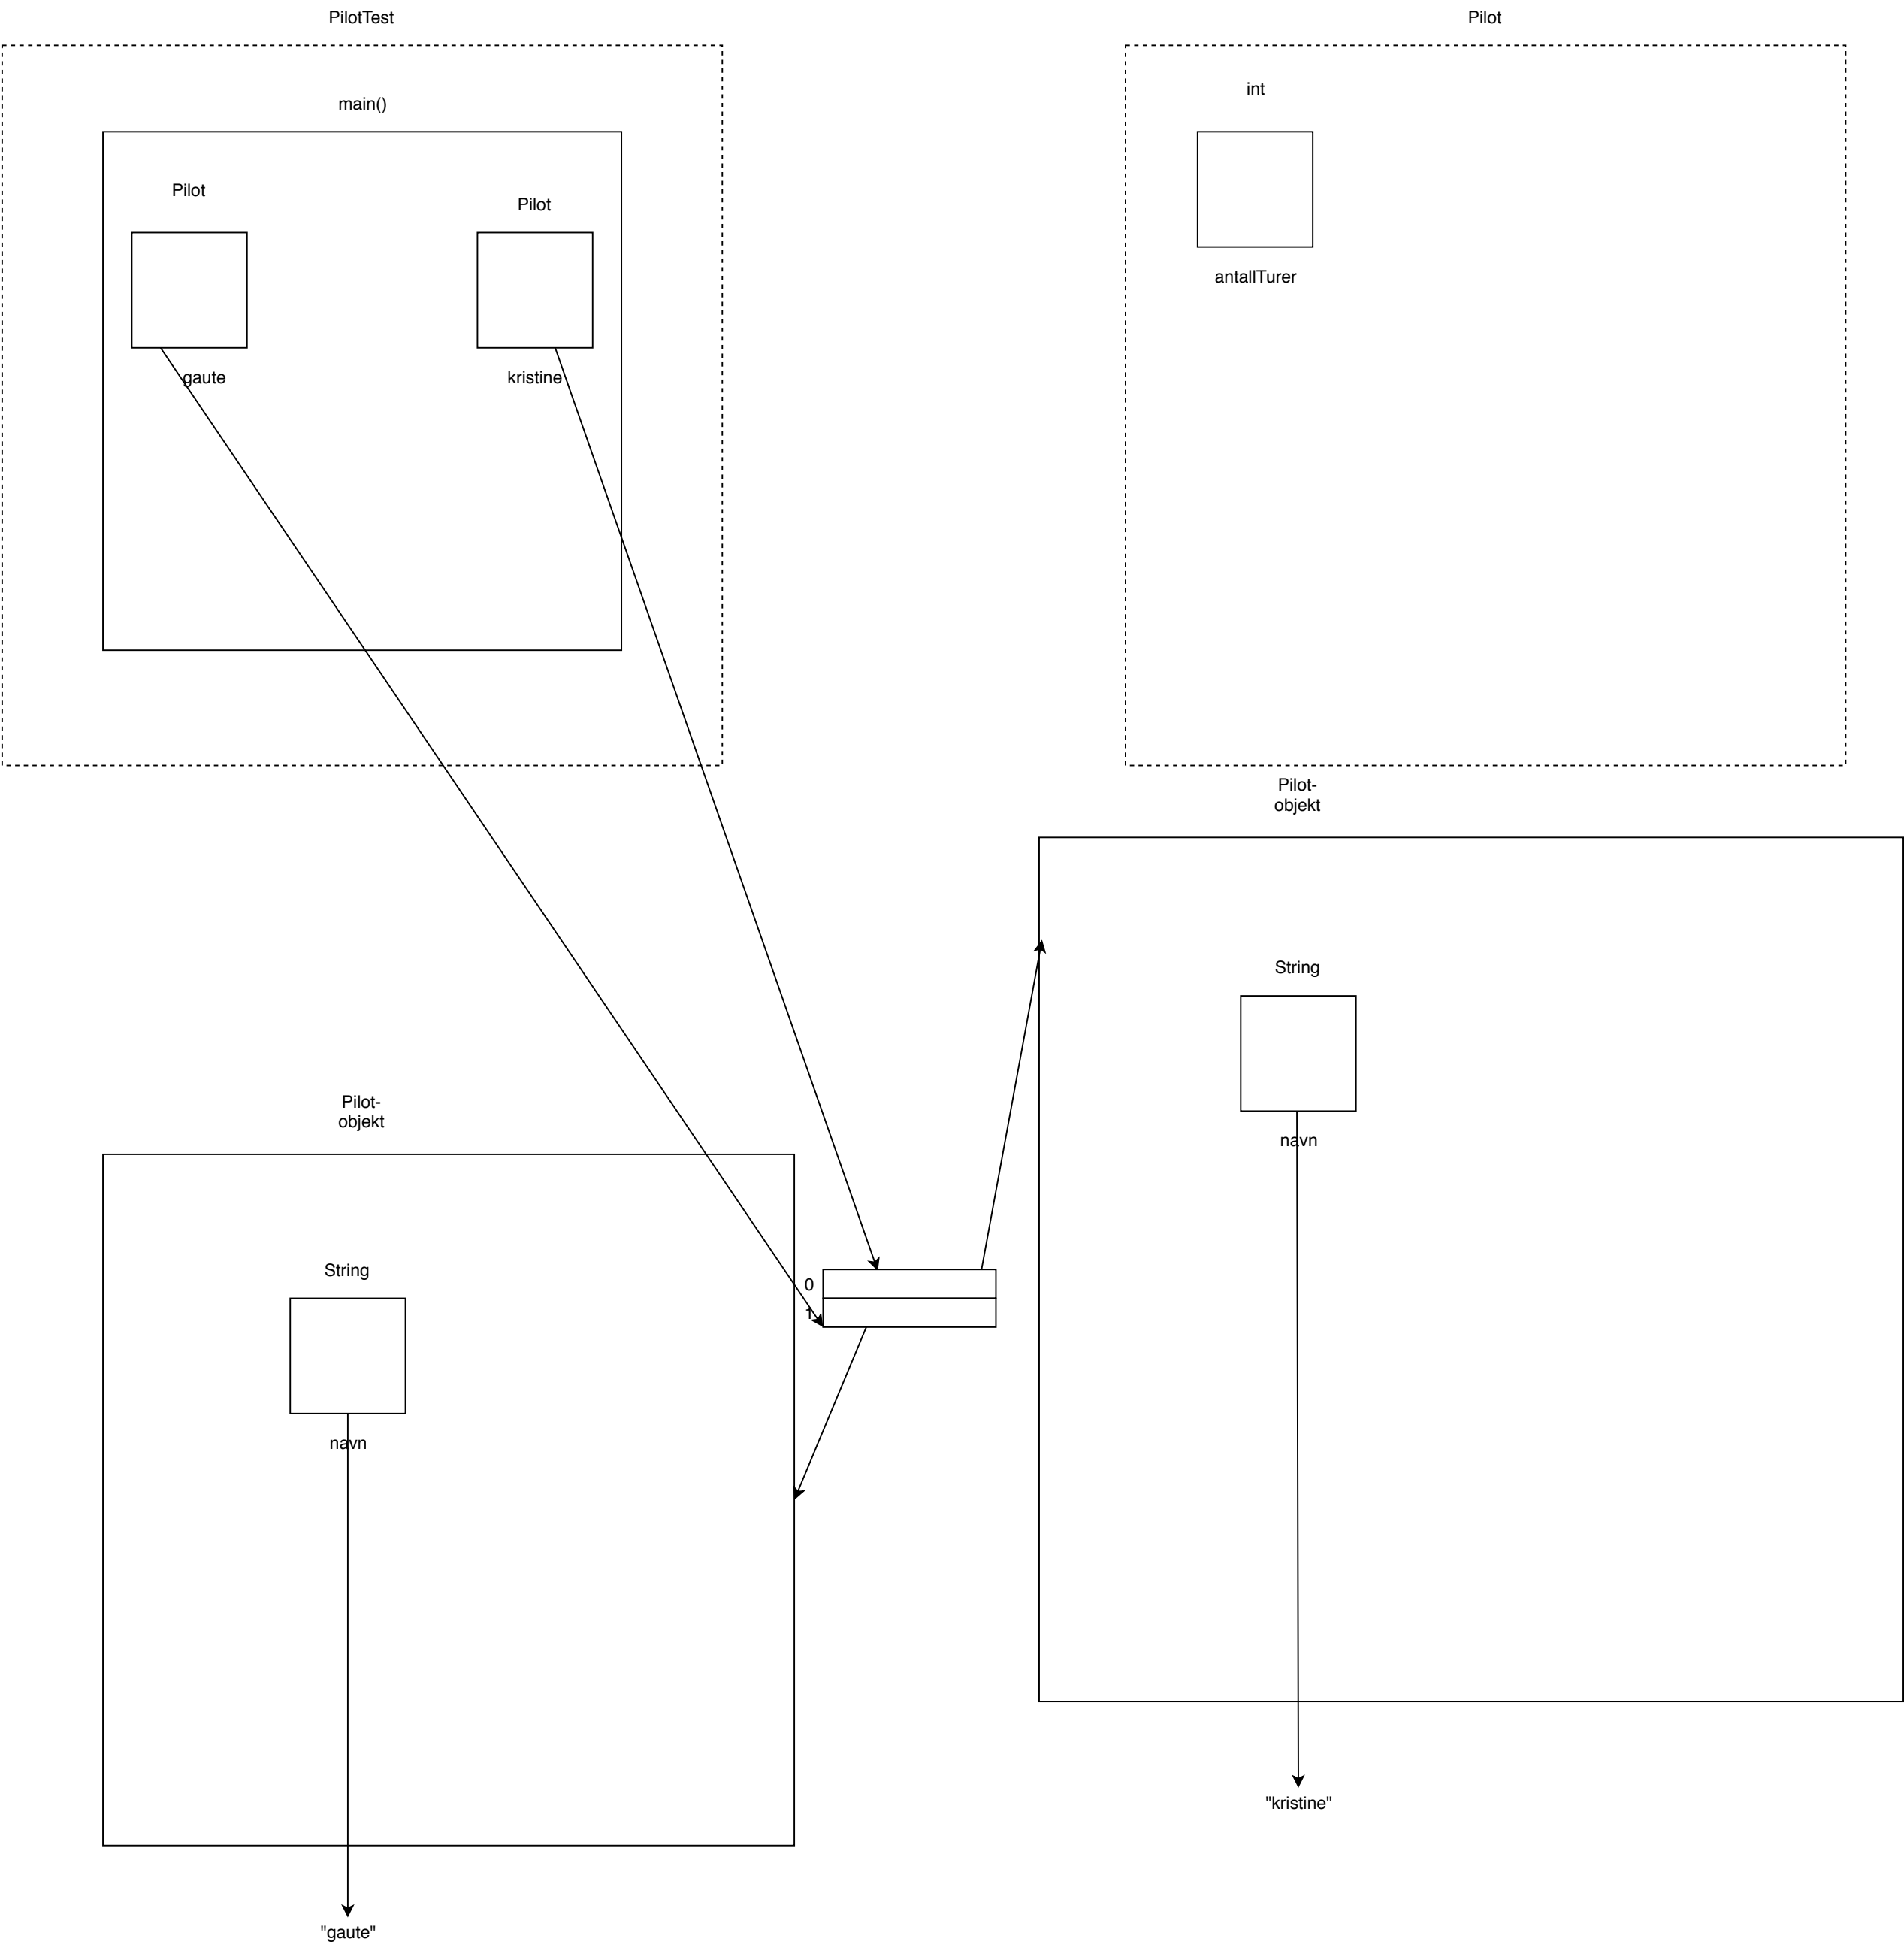 PilotTest
Pilot
int
main()
Pilot
Pilot
antallTurer
gaute
kristine
Pilot-
objekt
String
Pilot-
objekt
navn
String
0
1
navn
"kristine"
"gaute"